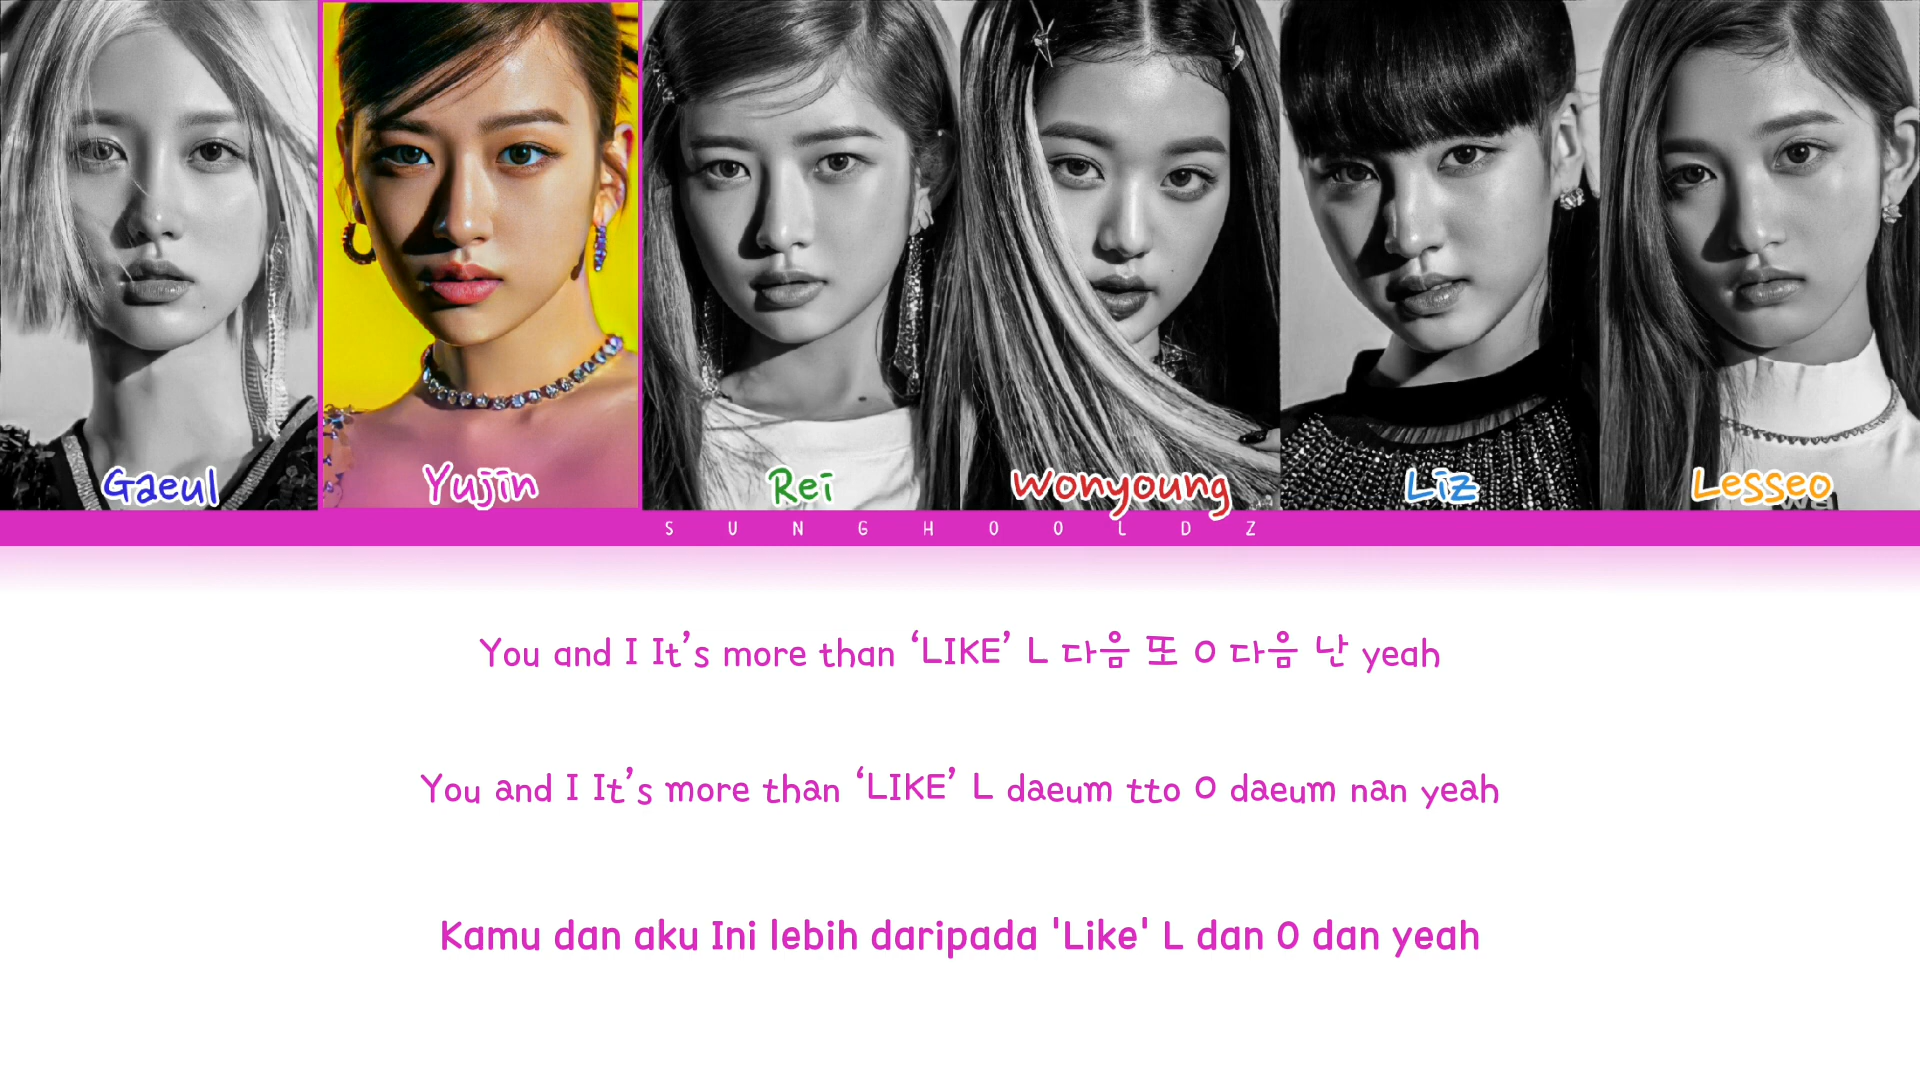 Gaeul Yujin Rei Wonyoung Liz Lesseo
SUNGHOOLDZ
You and I It’s more than ‘LIKE’ L 다음 또 O 다음 난 yeah
You and I It’s more than ‘LIKE’ L daeum tto O daeum nan yeah
Kamu dan aku Ini lebih daripada 'Like' L dan O dan yeah